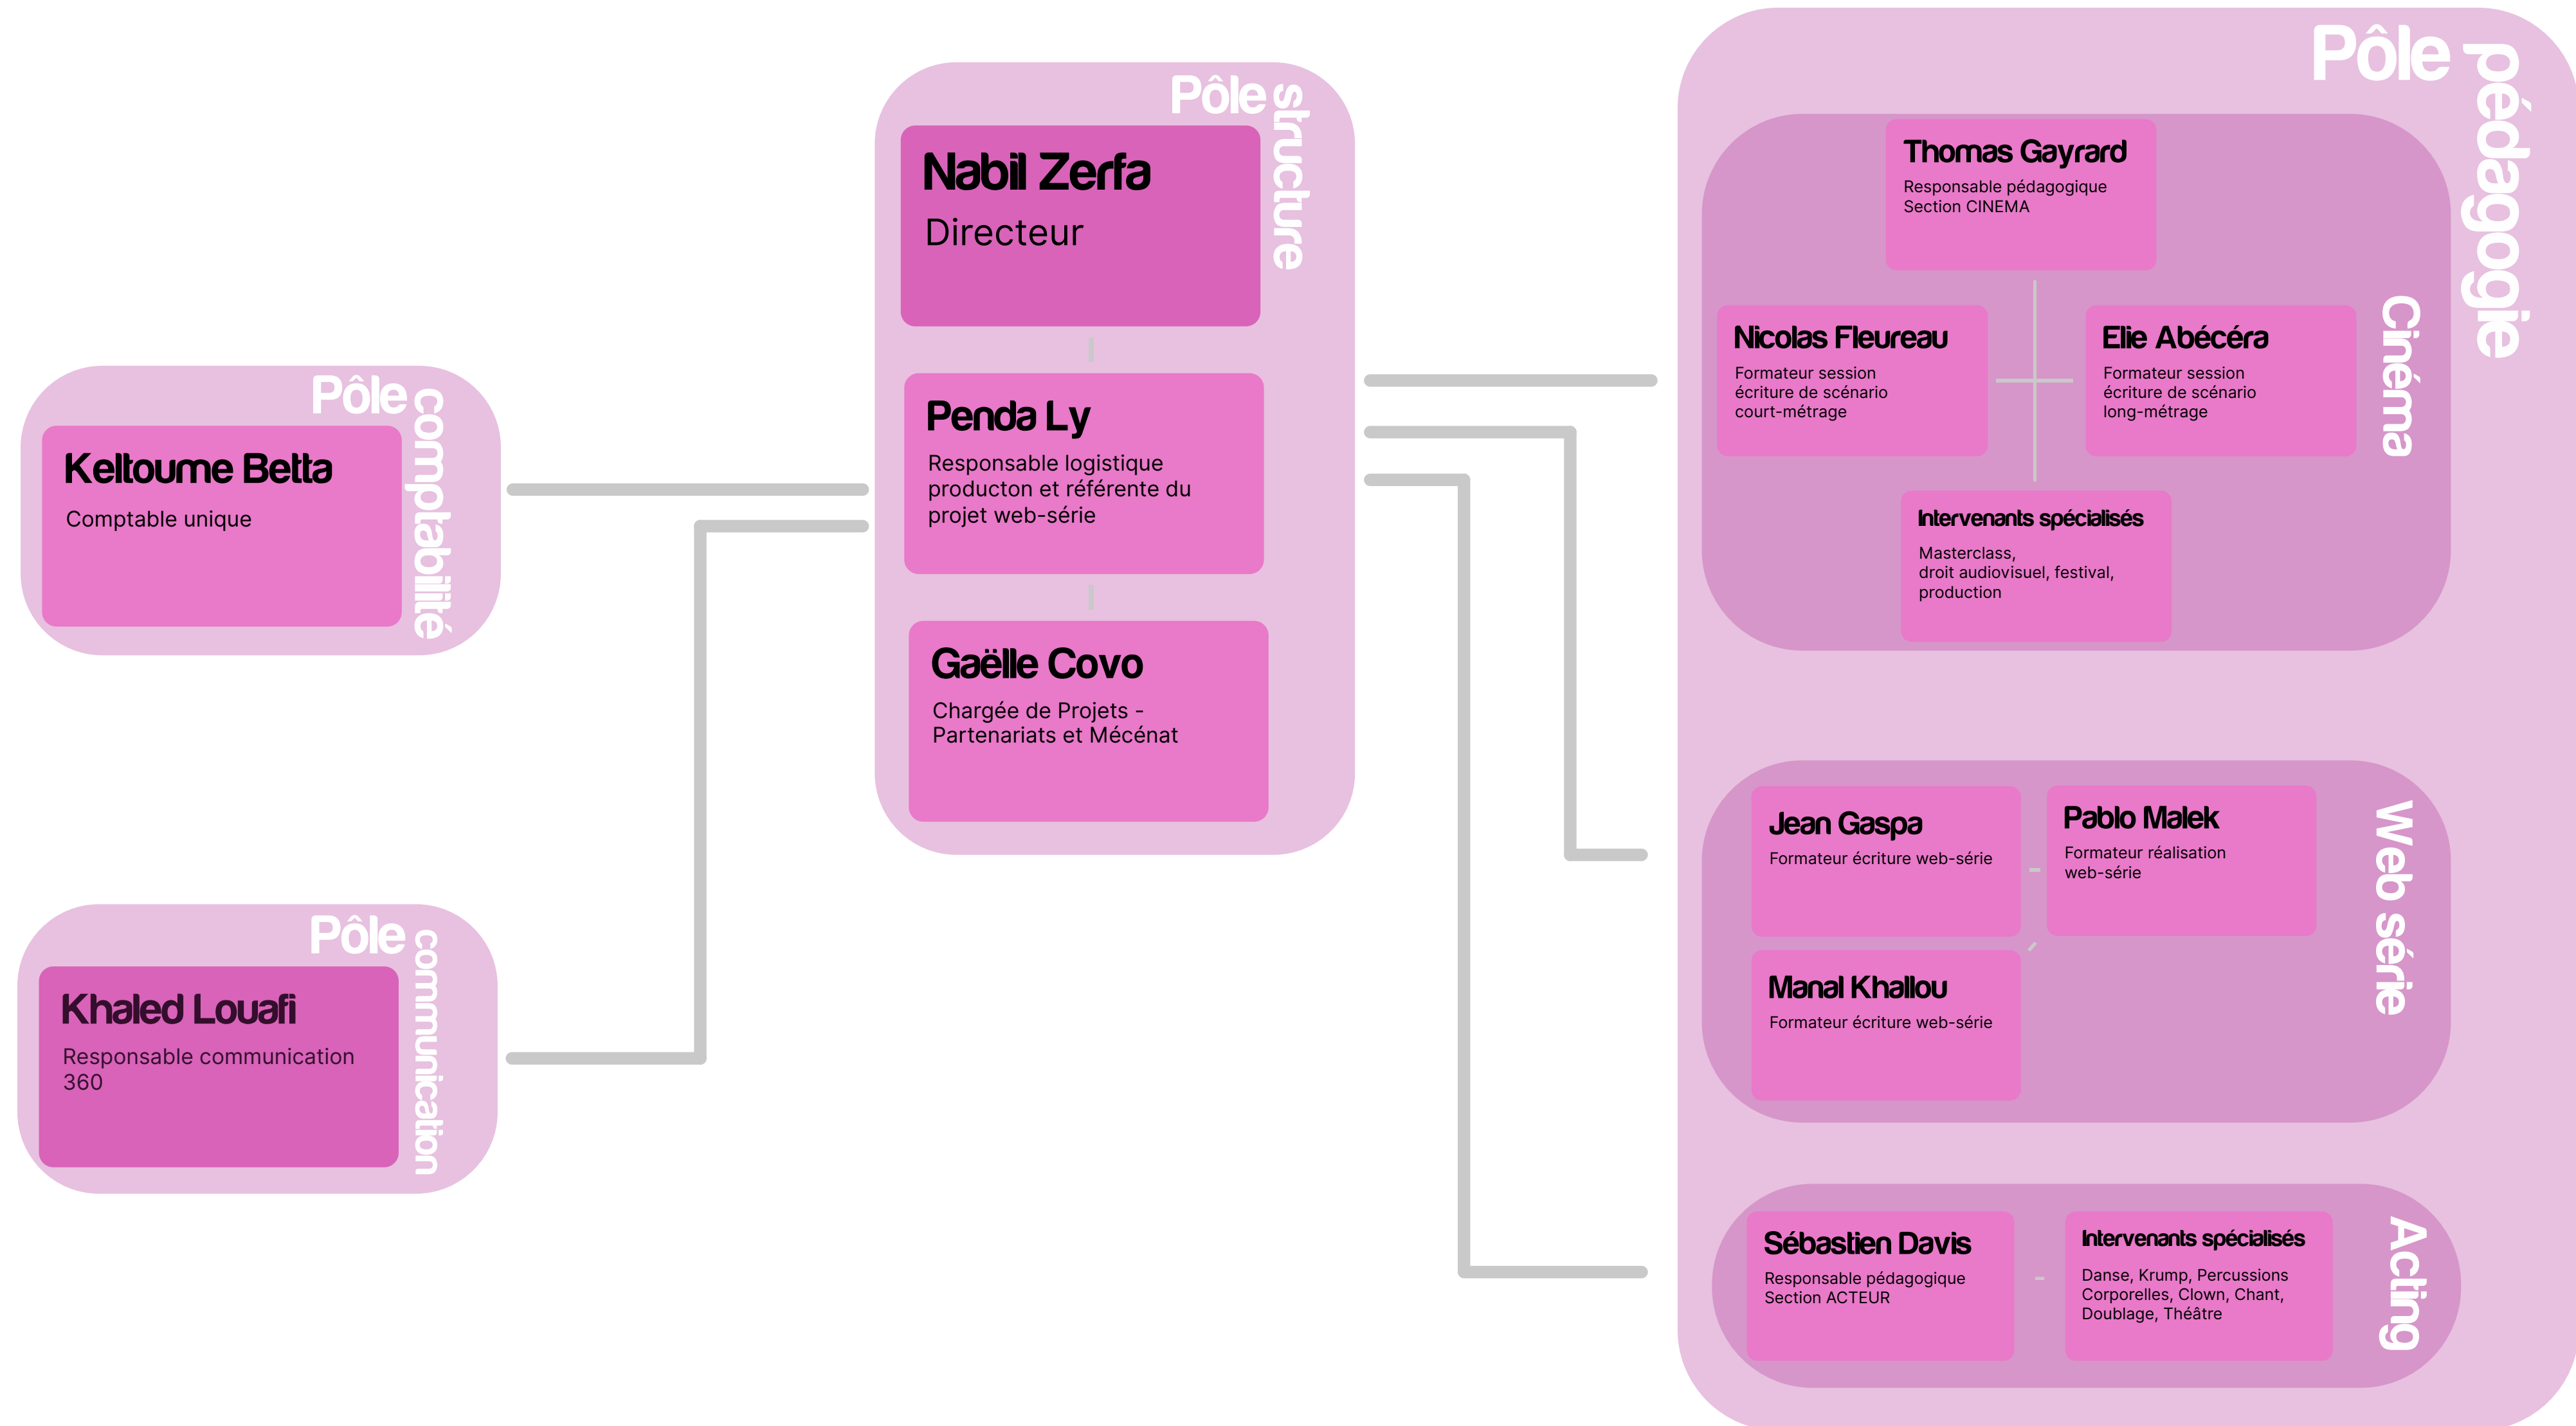 Pôle
comptabilité
Keltoume Betta
Comptable unique
Pôle
communication
Khaled Louafi
Responsable communication
360
Pôle
structure
Nabil Zerfa
Directeur
Penda Ly
Responsable logistique
producton et référente du
projet web-série
Gaëlle Covo
Chargée de Projets -
Partenariats et Mécénat
Pôle
pédagogie
Cinéma
Thomas Gayrard
Responsable pédagogique
Section CINEMA
Nicolas Fleureau
Formateur session
écriture de scénario
court-métrage
Elie Abécéra
Formateur session
écriture de scénario
long-métrage
Intervenants spécialisés
Masterclass,
droit audiovisuel, festival,
production
Web série
Jean Gaspa
Formateur écriture web-série
Pablo Malek
Formateur réalisation
web-série
Manal Khallou
Formateur écriture web-série
Acting
Sébastien Davis
Responsable pédagogique
Section ACTEUR
Intervenants spécialisés
Danse, Krump, Percussions
Corporelles, Clown, Chant,
Doublage, Théâtre